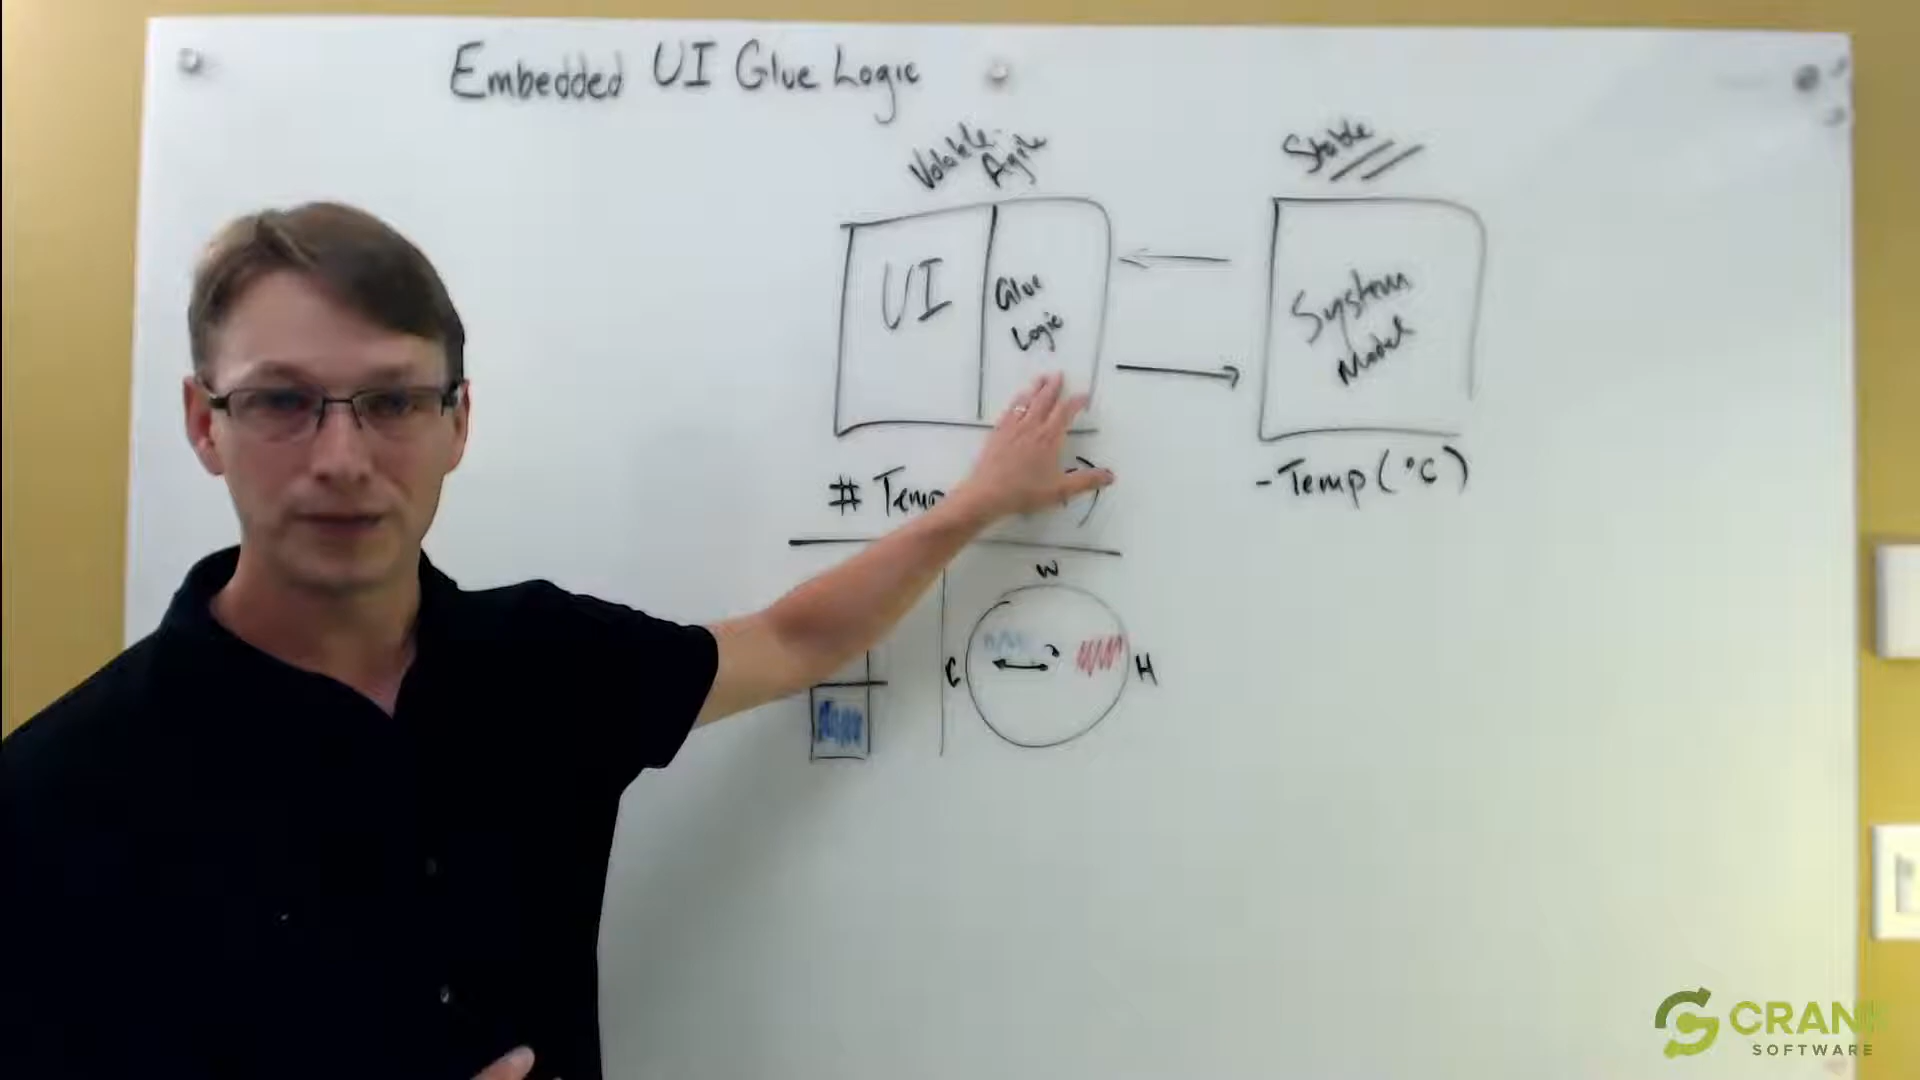 Embedded UI Glue Logic
Volatile
Agile
Stable
UI
Glue
Logic
System
Model
# Temp
- Temp (°C)
W
C
H
CRANK
SOFTWARE